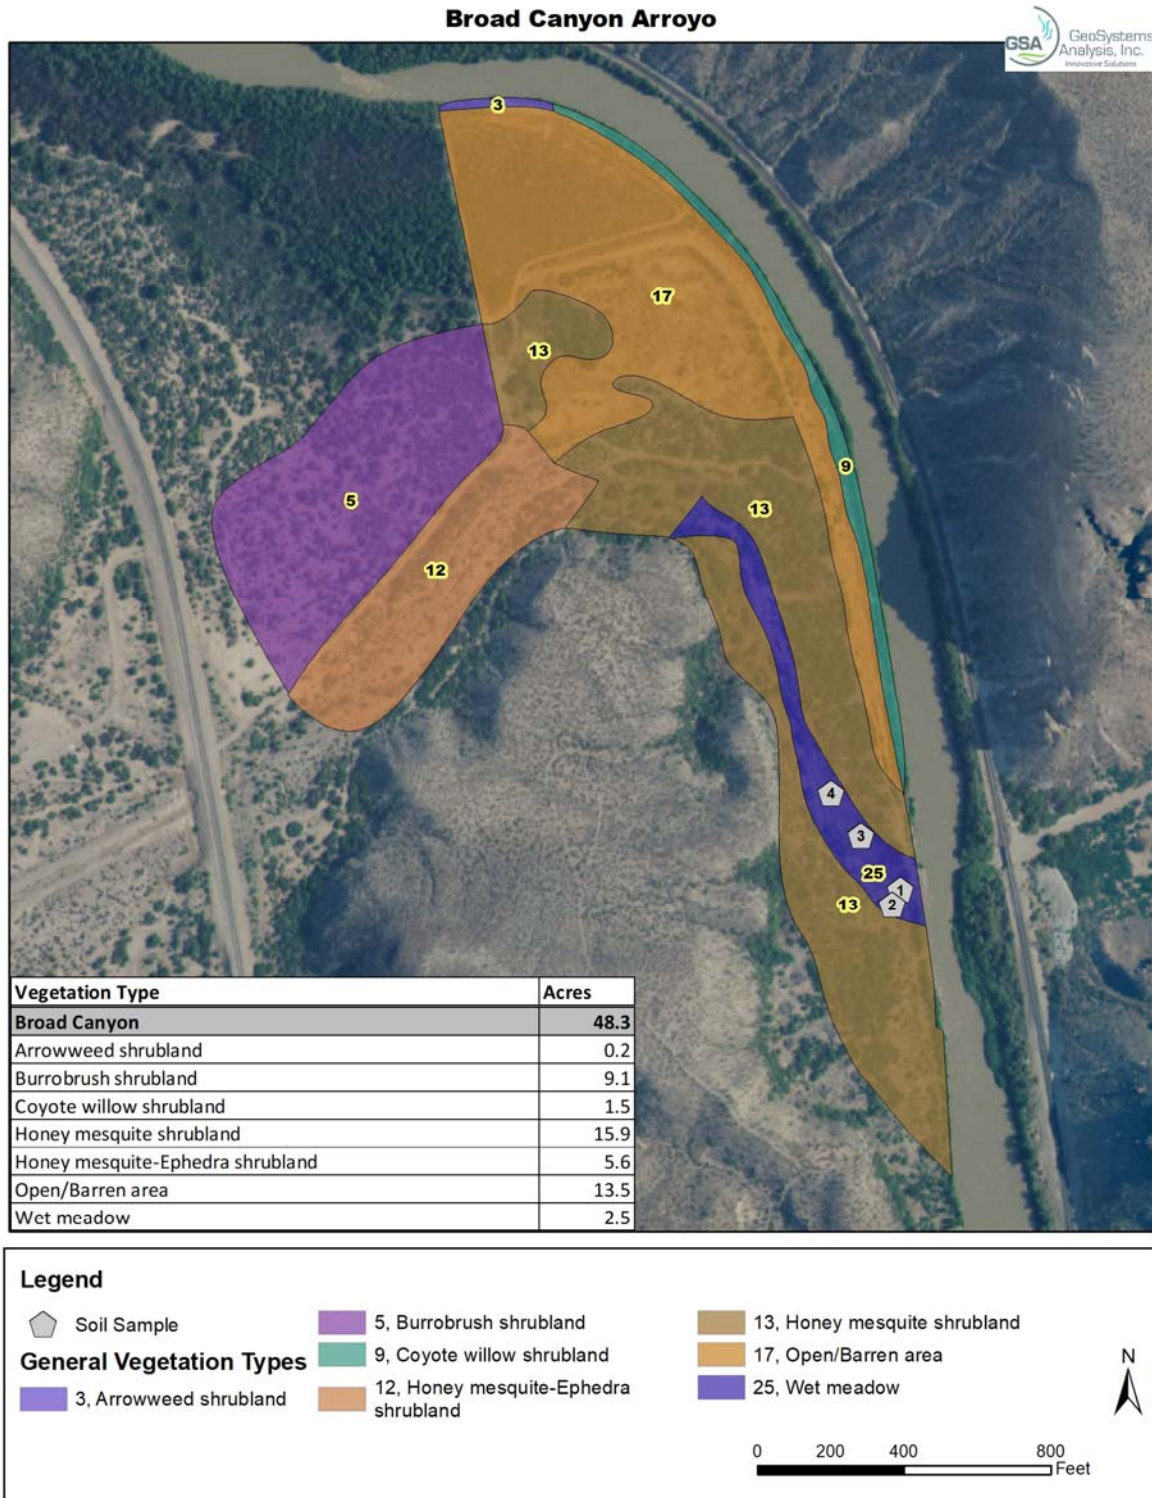 Broad Canyon Arroyo
GSA
GeoSystems
Analysis, Inc.
Innovative Solutions
3
17
13
9
5
13
12
4
3
25
1
13
2
Vegetation Type Acres
Broad Canyon 48.3
Arrowweed shrubland 0.2
Burrobrush shrubland 9.1
Coyote willow shrubland 1.5
Honey mesquite shrubland 15.9
Honey mesquite-Ephedra shrubland 5.6
Open/Barren area 13.5
Wet meadow 2.5
Legend
Soil Sample
General Vegetation Types
3, Arrowweed shrubland
5, Burrobrush shrubland
9, Coyote willow shrubland
12, Honey mesquite-Ephedra
shrubland
13, Honey mesquite shrubland
17, Open/Barren area
25, Wet meadow
N
0 200 400 800
Feet